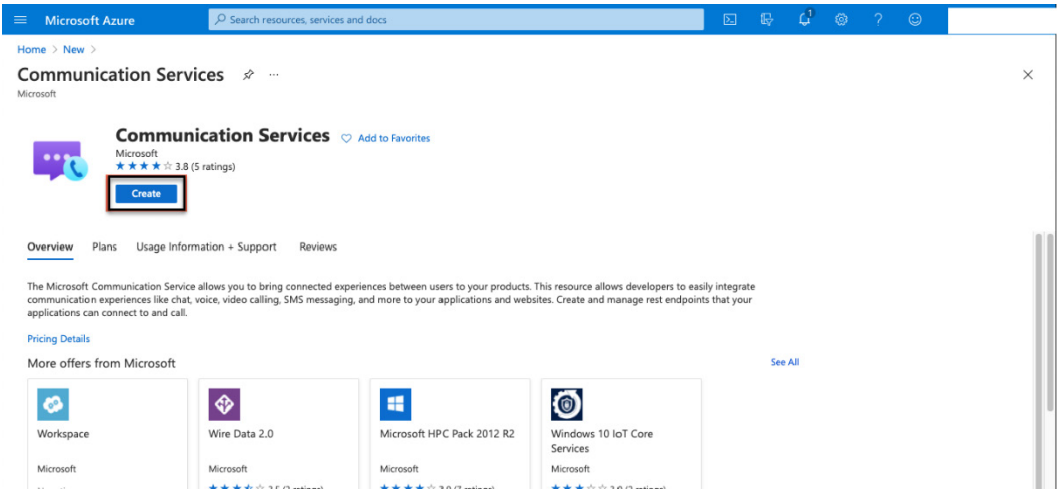 Microsoft Azure
Search resources, services and docs
1
Home > New >
Communication Services ...
Microsoft
Communication Services
Add to Favorites
Microsoft
3.8 (5 ratings)
Create
Overview Plans Usage Information + Support Reviews
The Microsoft Communication Service allows you to bring connected experiences between users to your products. This resource allows developers to easily integrate
communication experiences like chat, voice, video calling, SMS messaging, and more to your applications and websites. Create and manage rest endpoints that your
applications can connect to and call.
Pricing Details
More offers from Microsoft
See All
Workspace
Microsoft
Wire Data 2.0
Microsoft
Microsoft HPC Pack 2012 R2
Microsoft
Windows 10 IoT Core
Services
Microsoft